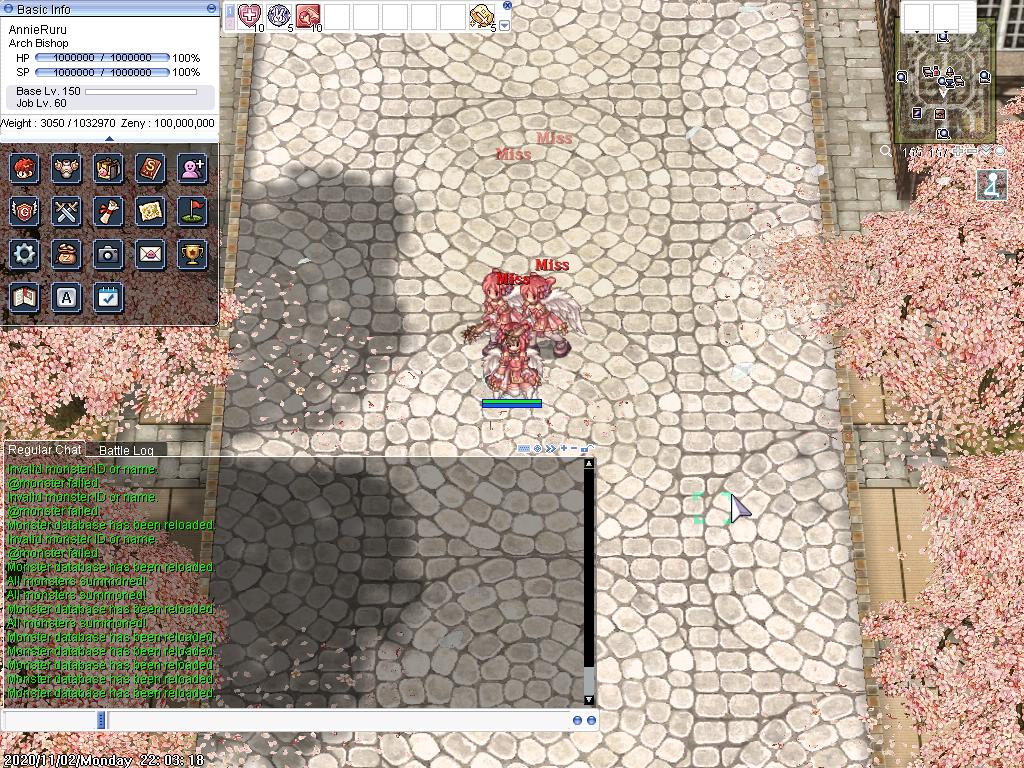 Basic Info
AnnieRuru
Arch Bishop
HP 1000000 / 1000000 100%
SP 1000000 / 1000000 100%
Base Lv. 150
Job Lv. 60
Weight : 3050 / 1032970 Zeny : 100,000,000
10
5
10
5
Miss
Miss
Miss
Miss
Regular Chat
Battle Log
Invalid monster ID or name.
@monster failed.
Invalid monster ID or name.
@monster failed.
Monster database has been reloaded.
Invalid monster ID or name.
@monster failed.
Monster database has been reloaded.
All monsters summoned!
All monsters summoned!
Monster database has been reloaded.
All monsters summoned!
Monster database has been reloaded.
Monster database has been reloaded.
Monster database has been reloaded.
Monster database has been reloaded.
Monster database has been reloaded.
2020/11/02/Monday 22:03:18